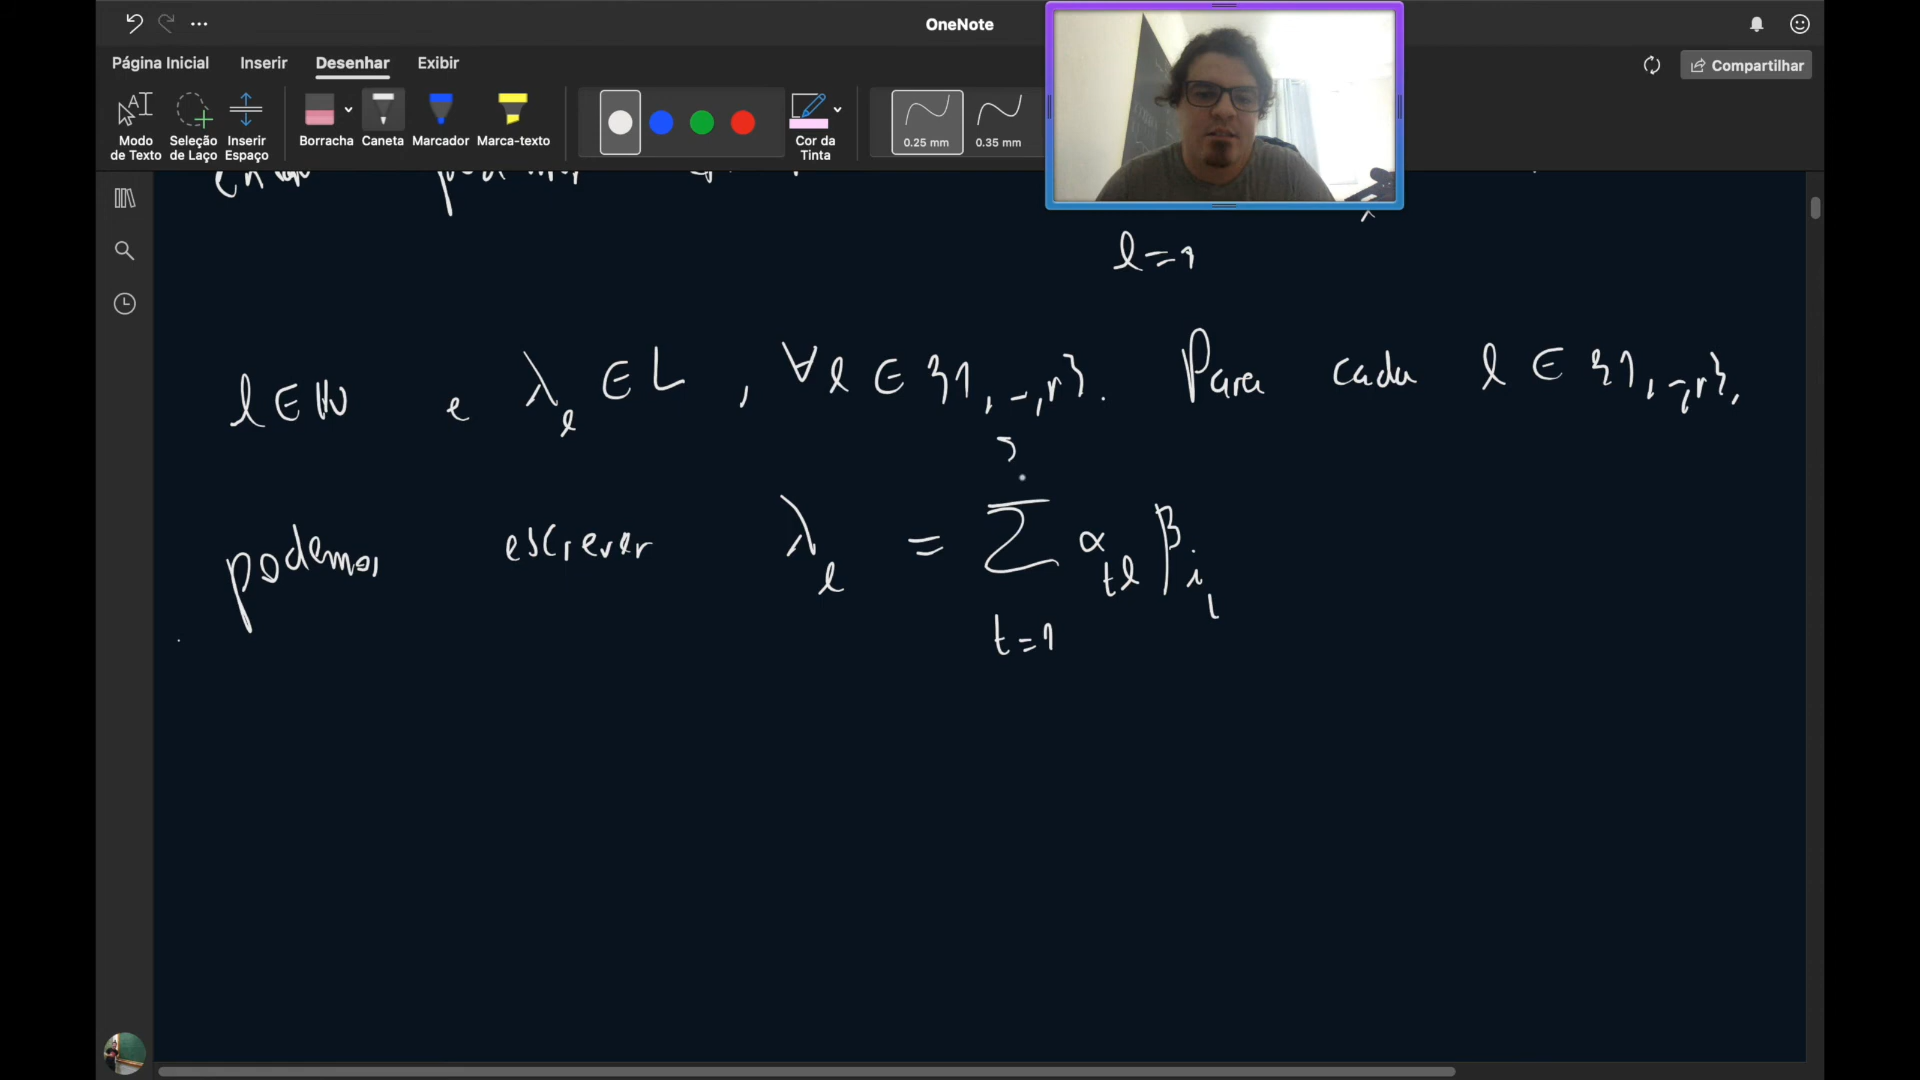 OneNote
Página Inicial Inserir Desenhar Exibir
Compartilhar
Modo de Texto Seleção de Laço Inserir Espaço Borracha Caneta Marcador Marca-texto Cor da Tinta 0.25 mm 0.35 mm
l=1
l ∈ ℕ e λ_l ∈ L, ∀l ∈ {1,...,r}. Para cada l ∈ {1,...,r},
podemos escrever λ_l = Σ_{t=1}^{s} α_{tl} β_{i_t}